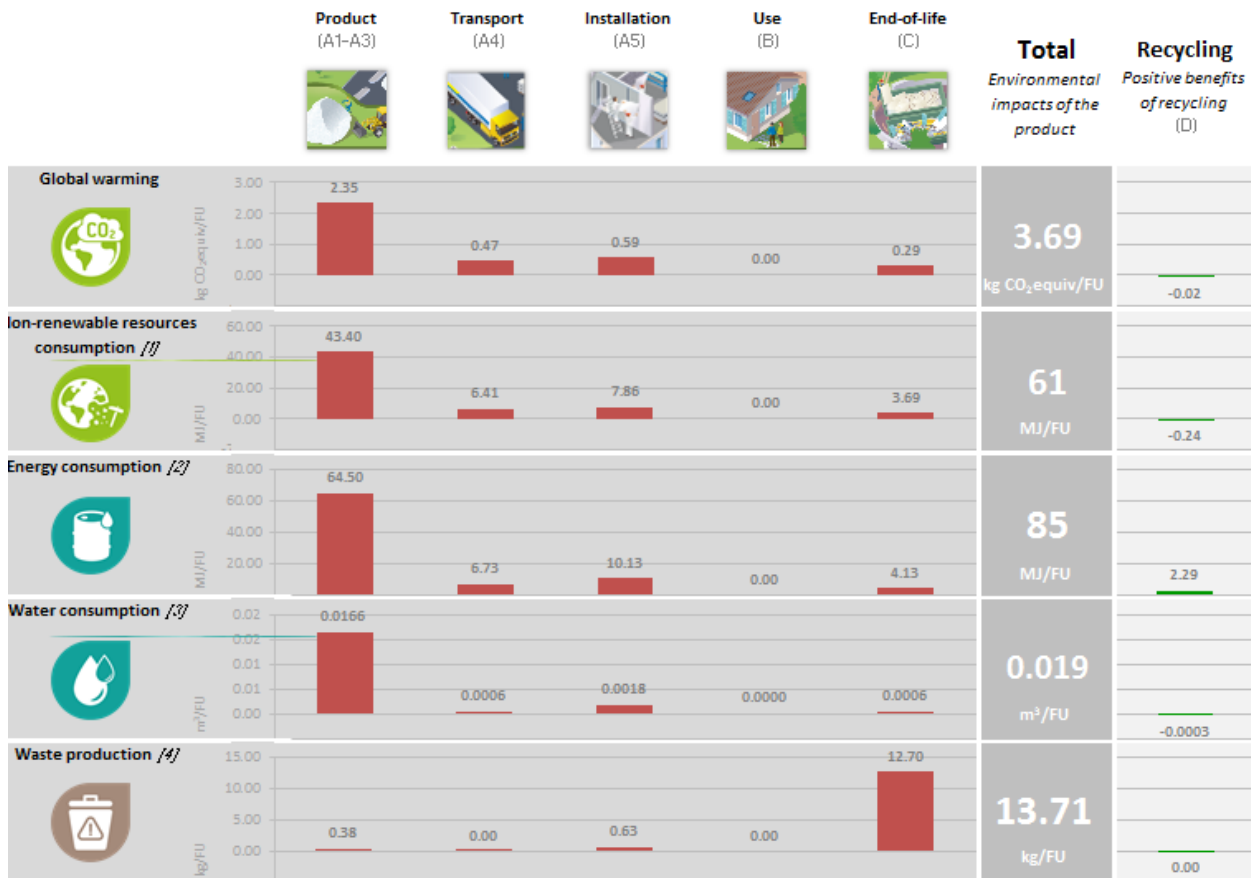 Product
(A1-A3)
Transport
(A4)
Installation
(A5)
Use
(B)
End-of-life
(C)
Total
Environmental
impacts of the
product
Recycling
Positive benefits
of recycling
(D)
Global warming
CO₂
kg CO₂equiv/FU
3.00
2.00
1.00
0.00
2.35
0.47
0.59
0.00
0.29
3.69
kg CO₂equiv/FU
-0.02
Ion-renewable resources
consumption [1]
MJ/FU
60.00
40.00
20.00
0.00
43.40
6.41
7.86
0.00
3.69
61
MJ/FU
-0.24
Energy consumption [2]
MJ/FU
80.00
60.00
40.00
20.00
64.50
6.73
10.13
0.00
4.13
85
MJ/FU
2.29
Water consumption [3]
m³/FU
0.02
0.02
0.01
0.01
0.00
0.0166
0.0006
0.0018
0.0000
0.0006
0.019
m³/FU
-0.0003
Waste production [4]
kg/FU
15.00
10.00
5.00
0.00
0.38
0.00
0.63
0.00
12.70
13.71
kg/FU
0.00